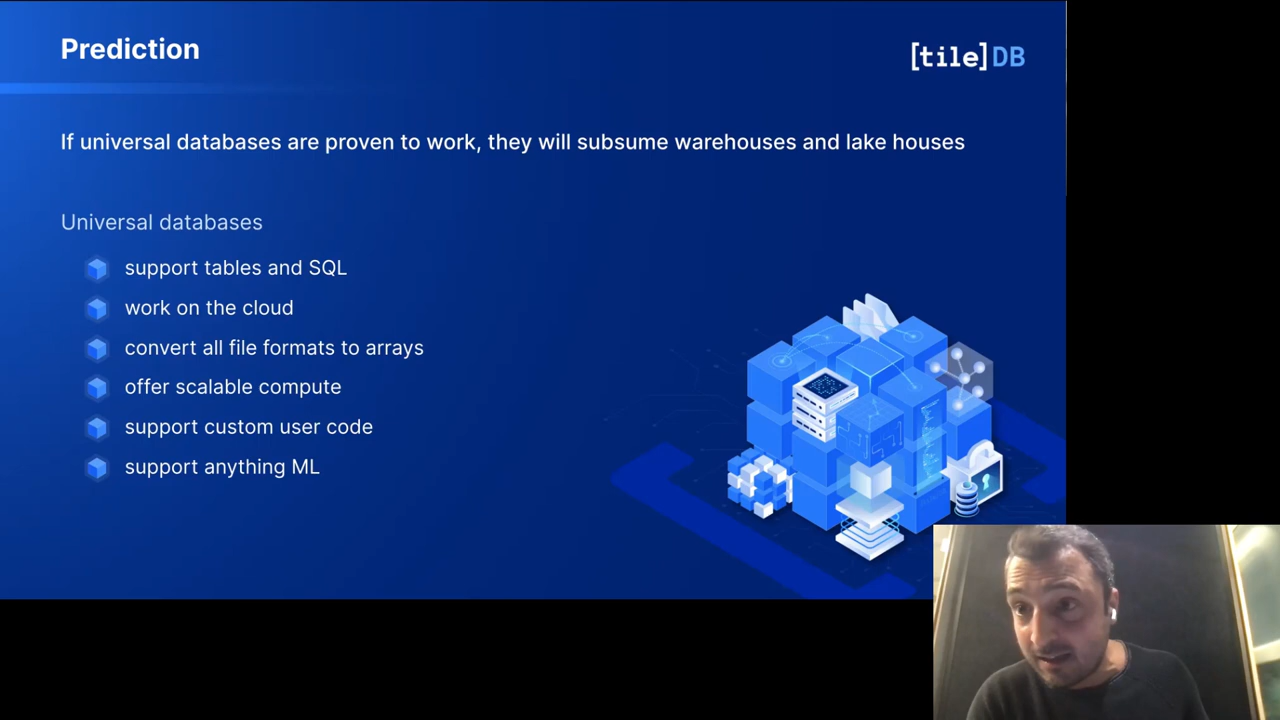 Prediction
[tile]DB
If universal databases are proven to work, they will subsume warehouses and lake houses
Universal databases
support tables and SQL
work on the cloud
convert all file formats to arrays
offer scalable compute
support custom user code
support anything ML